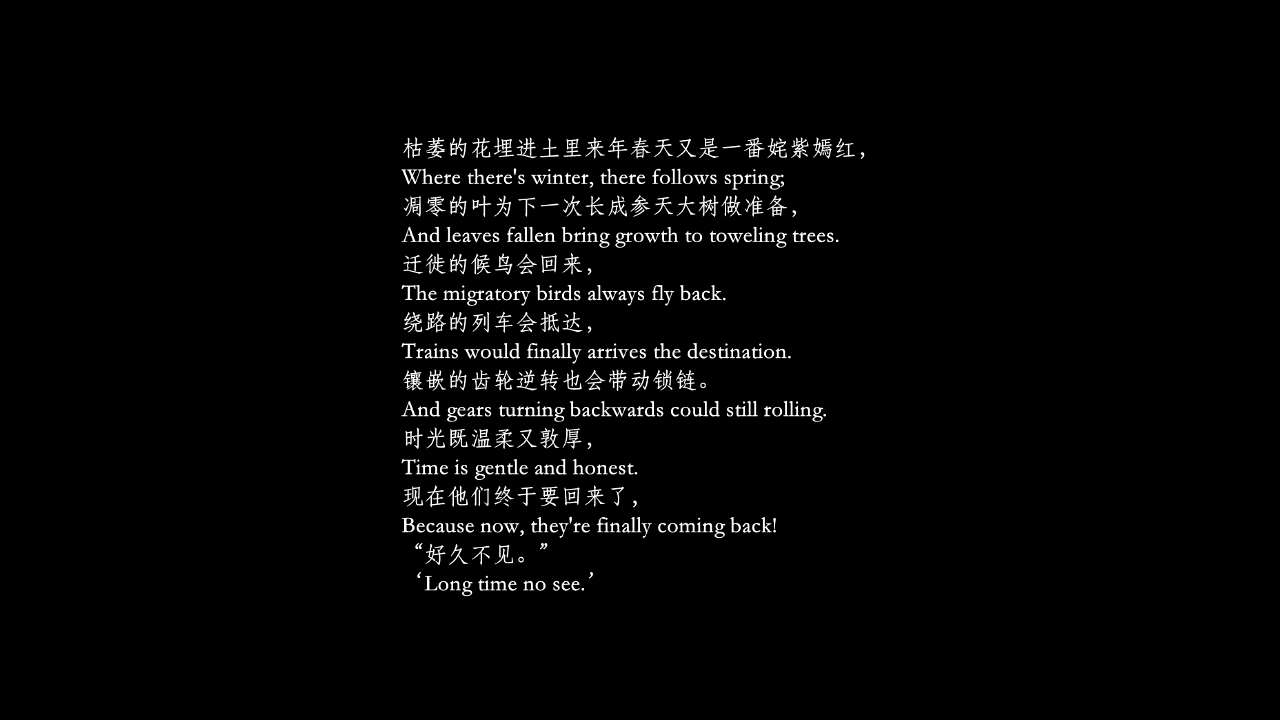 枯萎的花埋进土里来年春天又是一番姹紫嫣红，
Where there's winter, there follows spring;
凋零的叶为下一次长成参天大树做准备，
And leaves fallen bring growth to toweling trees.
迁徙的候鸟会回来，
The migratory birds always fly back.
绕路的列车会抵达，
Trains would finally arrives the destination.
镶嵌的齿轮逆转也会带动锁链。
And gears turning backwards could still rolling.
时光既温柔又敦厚，
Time is gentle and honest.
现在他们终于要回来了，
Because now, they're finally coming back!
“好久不见。”
‘Long time no see.’